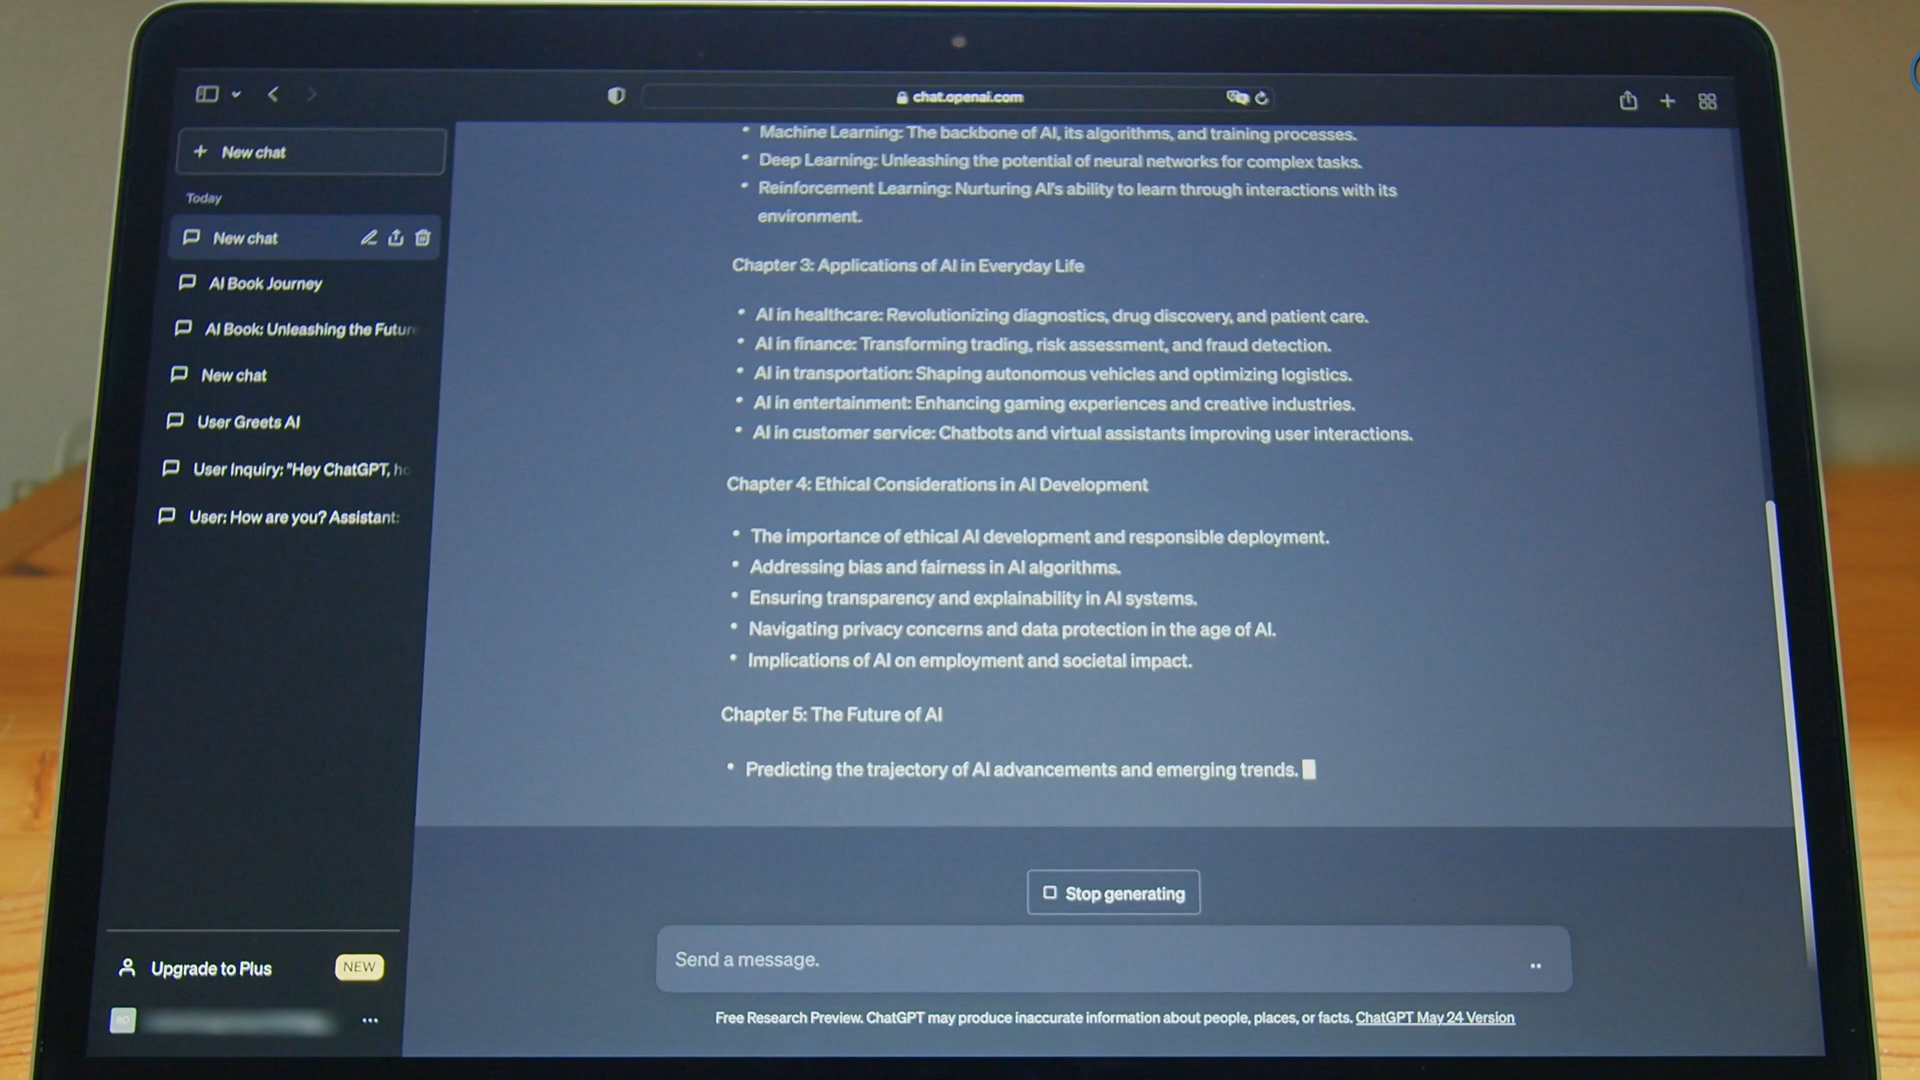 chat.openai.com
New chat
Today
New chat
AI Book Journey
AI Book: Unleashing the Future
New chat
User Greets AI
User Inquiry: "Hey ChatGPT, ho
User: How are you? Assistant:
Upgrade to Plus
NEW
RO
Machine Learning: The backbone of AI, its algorithms, and training processes.
Deep Learning: Unleashing the potential of neural networks for complex tasks.
Reinforcement Learning: Nurturing AI's ability to learn through interactions with its
environment.
Chapter 3: Applications of AI in Everyday Life
AI in healthcare: Revolutionizing diagnostics, drug discovery, and patient care.
AI in finance: Transforming trading, risk assessment, and fraud detection.
AI in transportation: Shaping autonomous vehicles and optimizing logistics.
AI in entertainment: Enhancing gaming experiences and creative industries.
AI in customer service: Chatbots and virtual assistants improving user interactions.
Chapter 4: Ethical Considerations in AI Development
The importance of ethical AI development and responsible deployment.
Addressing bias and fairness in AI algorithms.
Ensuring transparency and explainability in AI systems.
Navigating privacy concerns and data protection in the age of AI.
Implications of AI on employment and societal impact.
Chapter 5: The Future of AI
Predicting the trajectory of AI advancements and emerging trends.
Stop generating
Send a message.
Free Research Preview. ChatGPT may produce inaccurate information about people, places, or facts. ChatGPT May 24 Version